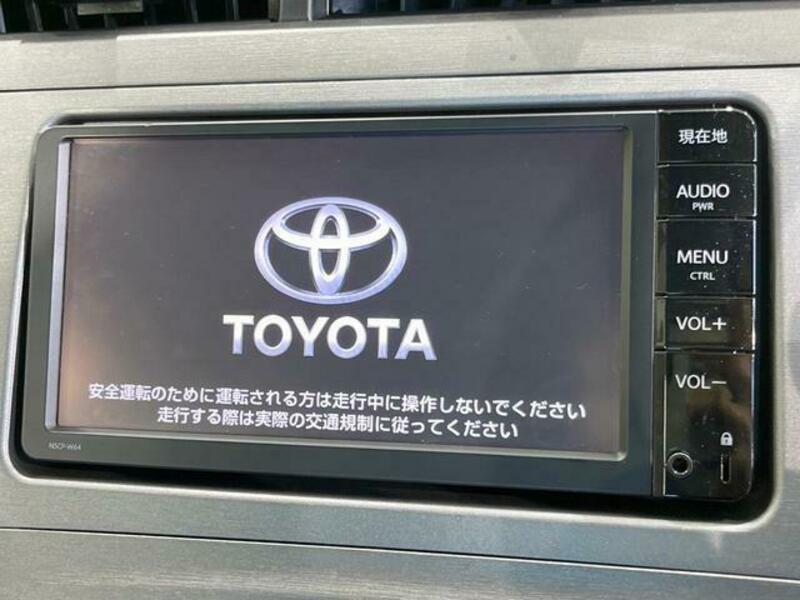 現在地
AUDIO
PWR
MENU
CTRL
VOL+
VOL-
TOYOTA
安全運転のために運転される方は走行中に操作しないでください
走行する際は実際の交通規制に従ってください
NSCP-W64